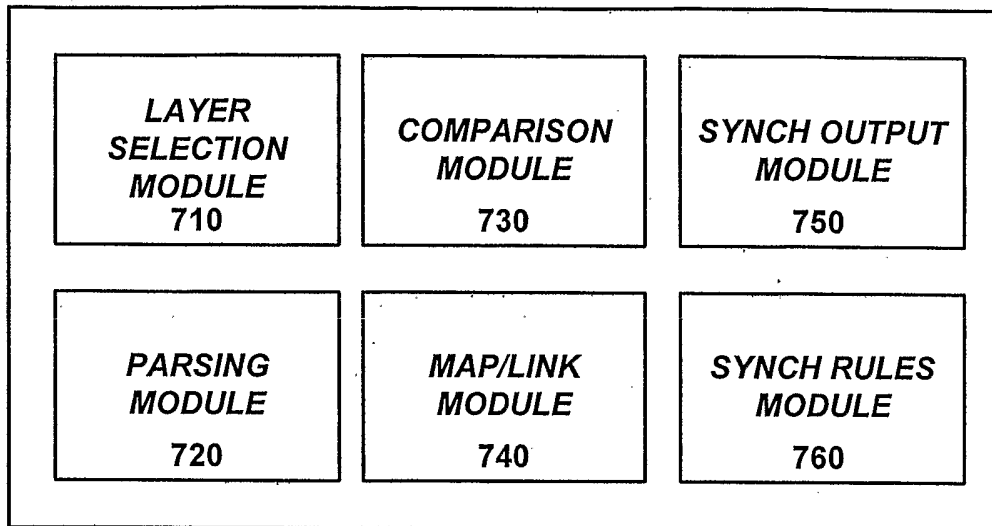 LAYER
SELECTION
MODULE
710
COMPARISON
MODULE
730
SYNCH OUTPUT
MODULE
750
PARSING
MODULE
720
MAP/LINK
MODULE
740
SYNCH RULES
MODULE
760